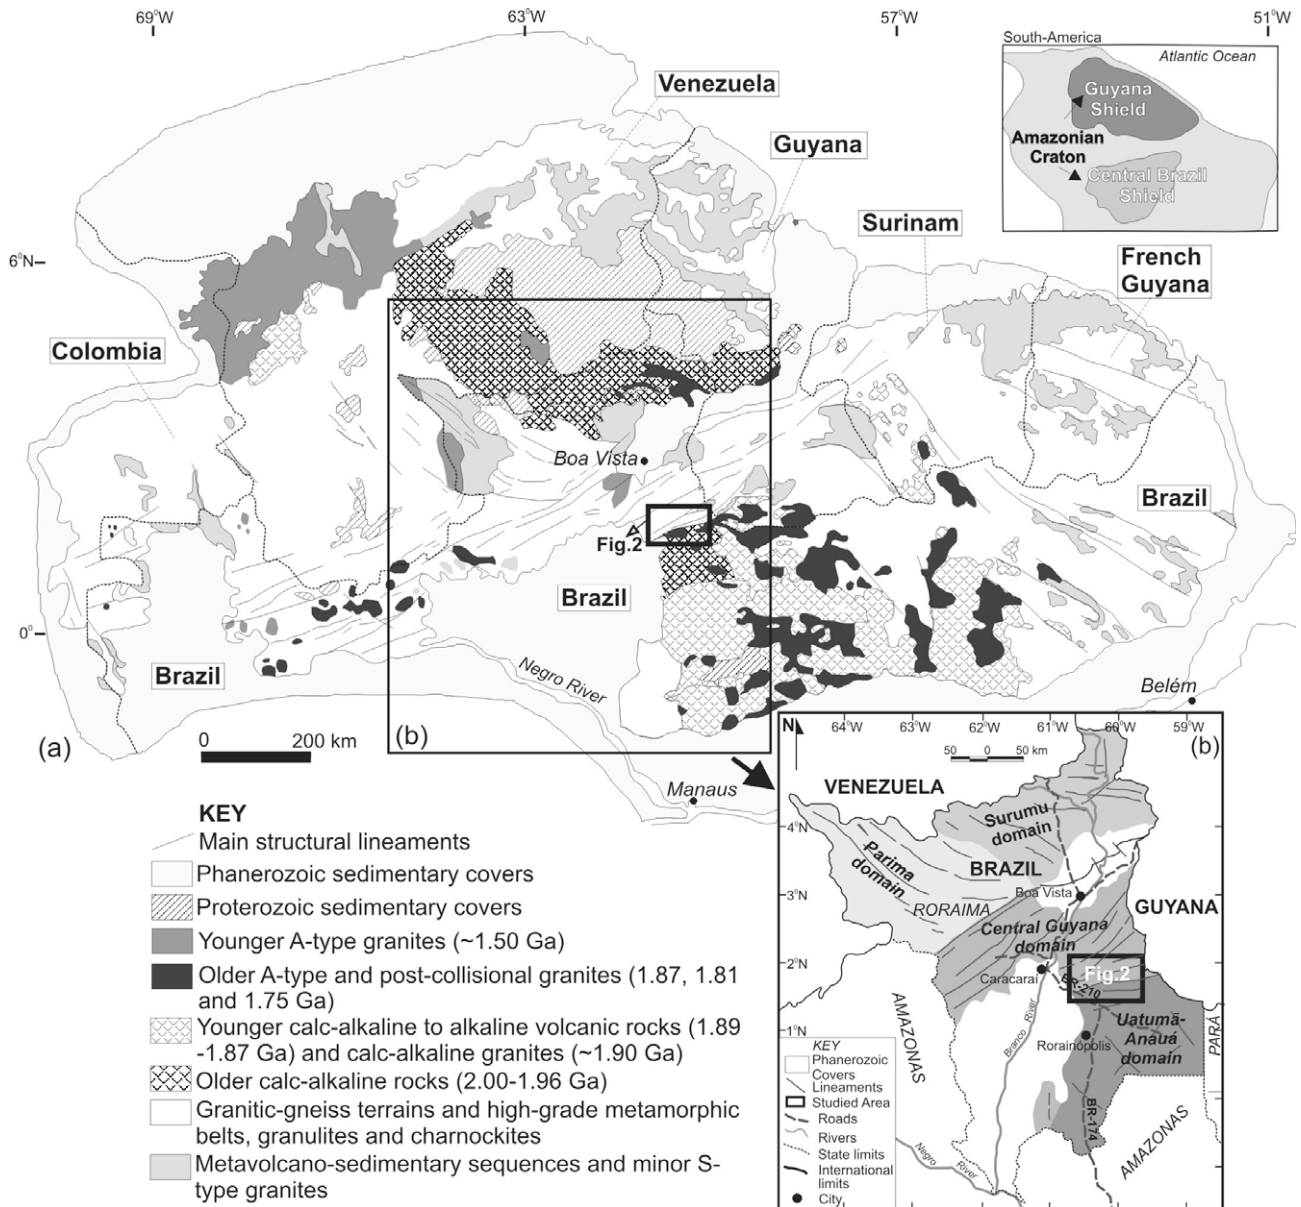 69°W
63°W
57°W
51°W
South-America
Atlantic Ocean
Guyana
Shield
Amazonian
Craton
Central Brazil
Shield
Venezuela
Guyana
Surinam
French
Guyana
6°N
Colombia
Boa Vista
Fig.2
Brazil
Brazil
0°
Brazil
Negro River
Belém
(a)
0 200 km
(b)
Manaus
KEY
Main structural lineaments
Phanerozoic sedimentary covers
Proterozoic sedimentary covers
Younger A-type granites (~1.50 Ga)
Older A-type and post-collisional granites (1.87, 1.81
and 1.75 Ga)
Younger calc-alkaline to alkaline volcanic rocks (1.89
-1.87 Ga) and calc-alkaline granites (~1.90 Ga)
Older calc-alkaline rocks (2.00-1.96 Ga)
Granitic-gneiss terrains and high-grade metamorphic
belts, granulites and charnockites
Metavolcano-sedimentary sequences and minor S-
type granites
N
64°W 63°W 62°W 61°W 60°W 59°W
(b)
50 0 50 km
VENEZUELA
4°N
Surumu
domain
Parima
domain
BRAZIL
Boa Vista
3°N
RORAIMA
GUYANA
Central Guyana
domain
2°N
Caracaraí
Fig.2
BR-210
AMAZONAS
Branco River
1°N
Uatumã-
Anauá
domain
PARÁ
Rorainópolis
BR-174
AMAZONAS
Negro River
KEY
Phanerozoic
Covers
Lineaments
Studied Area
Roads
Rivers
State limits
International
limits
City